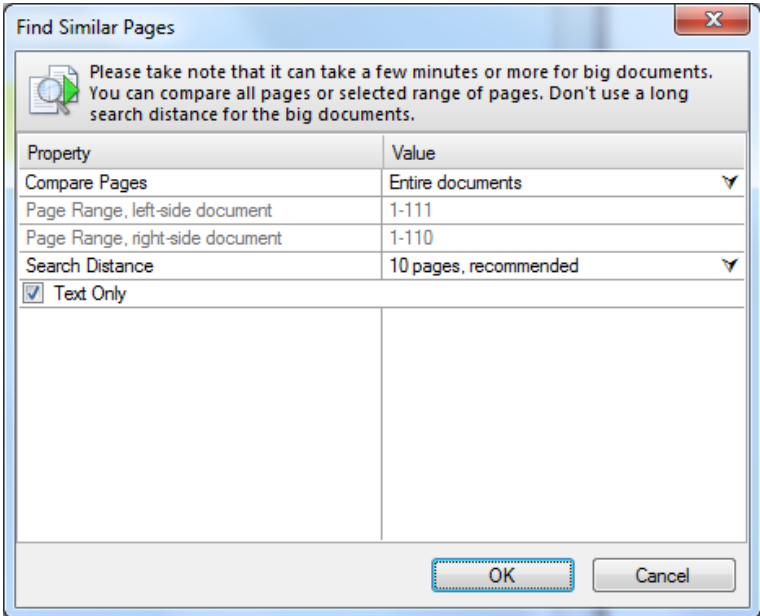 Find Similar Pages
Please take note that it can take a few minutes or more for big documents.
You can compare all pages or selected range of pages. Don't use a long
search distance for the big documents.
Property Value
Compare Pages Entire documents
Page Range, left-side document 1-111
Page Range, right-side document 1-110
Search Distance 10 pages, recommended
Text Only
OK Cancel